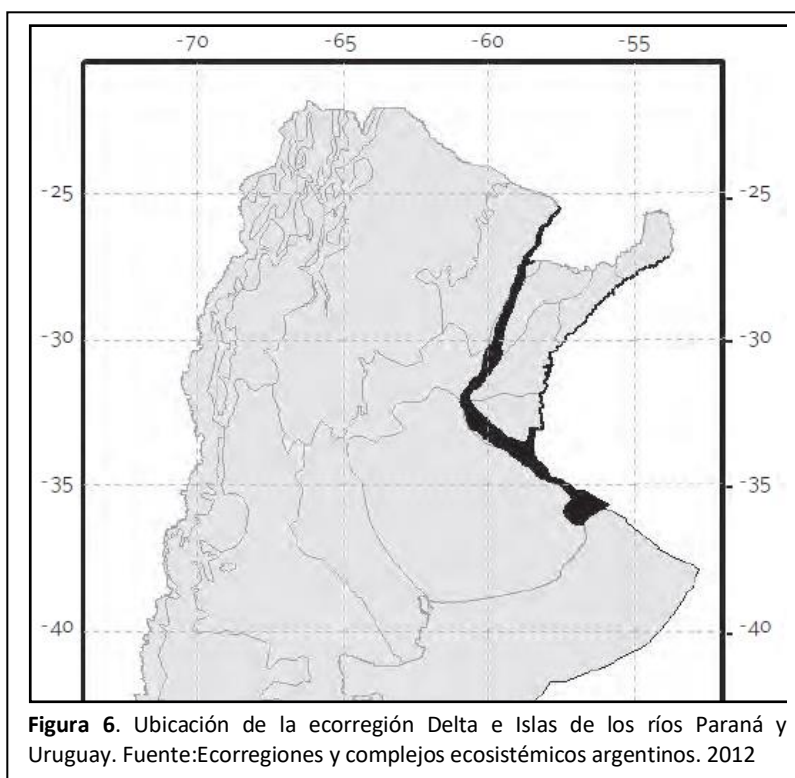 -70 -65 -60 -55
-25 -25
-30 -30
-35 -35
-40 -40
Figura 6. Ubicación de la ecorregión Delta e Islas de los ríos Paraná y
Uruguay. Fuente:Ecorregiones y complejos ecosistémicos argentinos. 2012